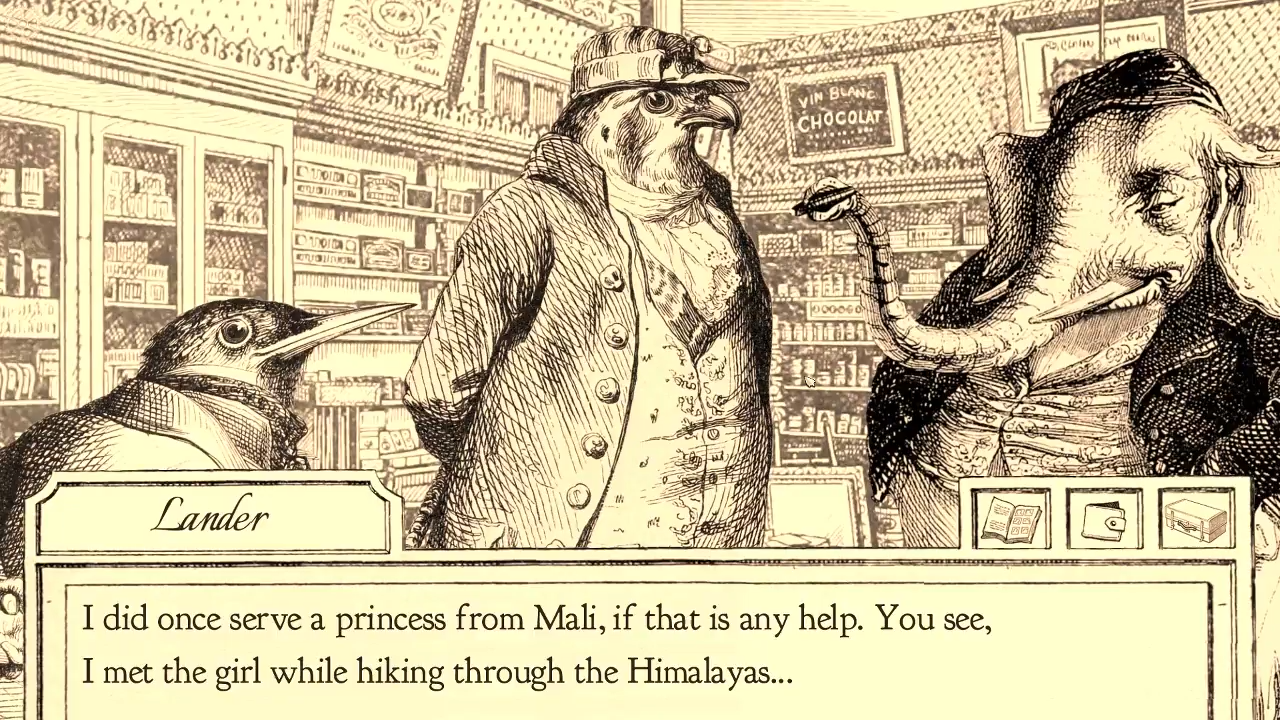 VIN BLANC
CHOCOLAT
Lander
I did once serve a princess from Mali, if that is any help. You see,
I met the girl while hiking through the Himalayas...